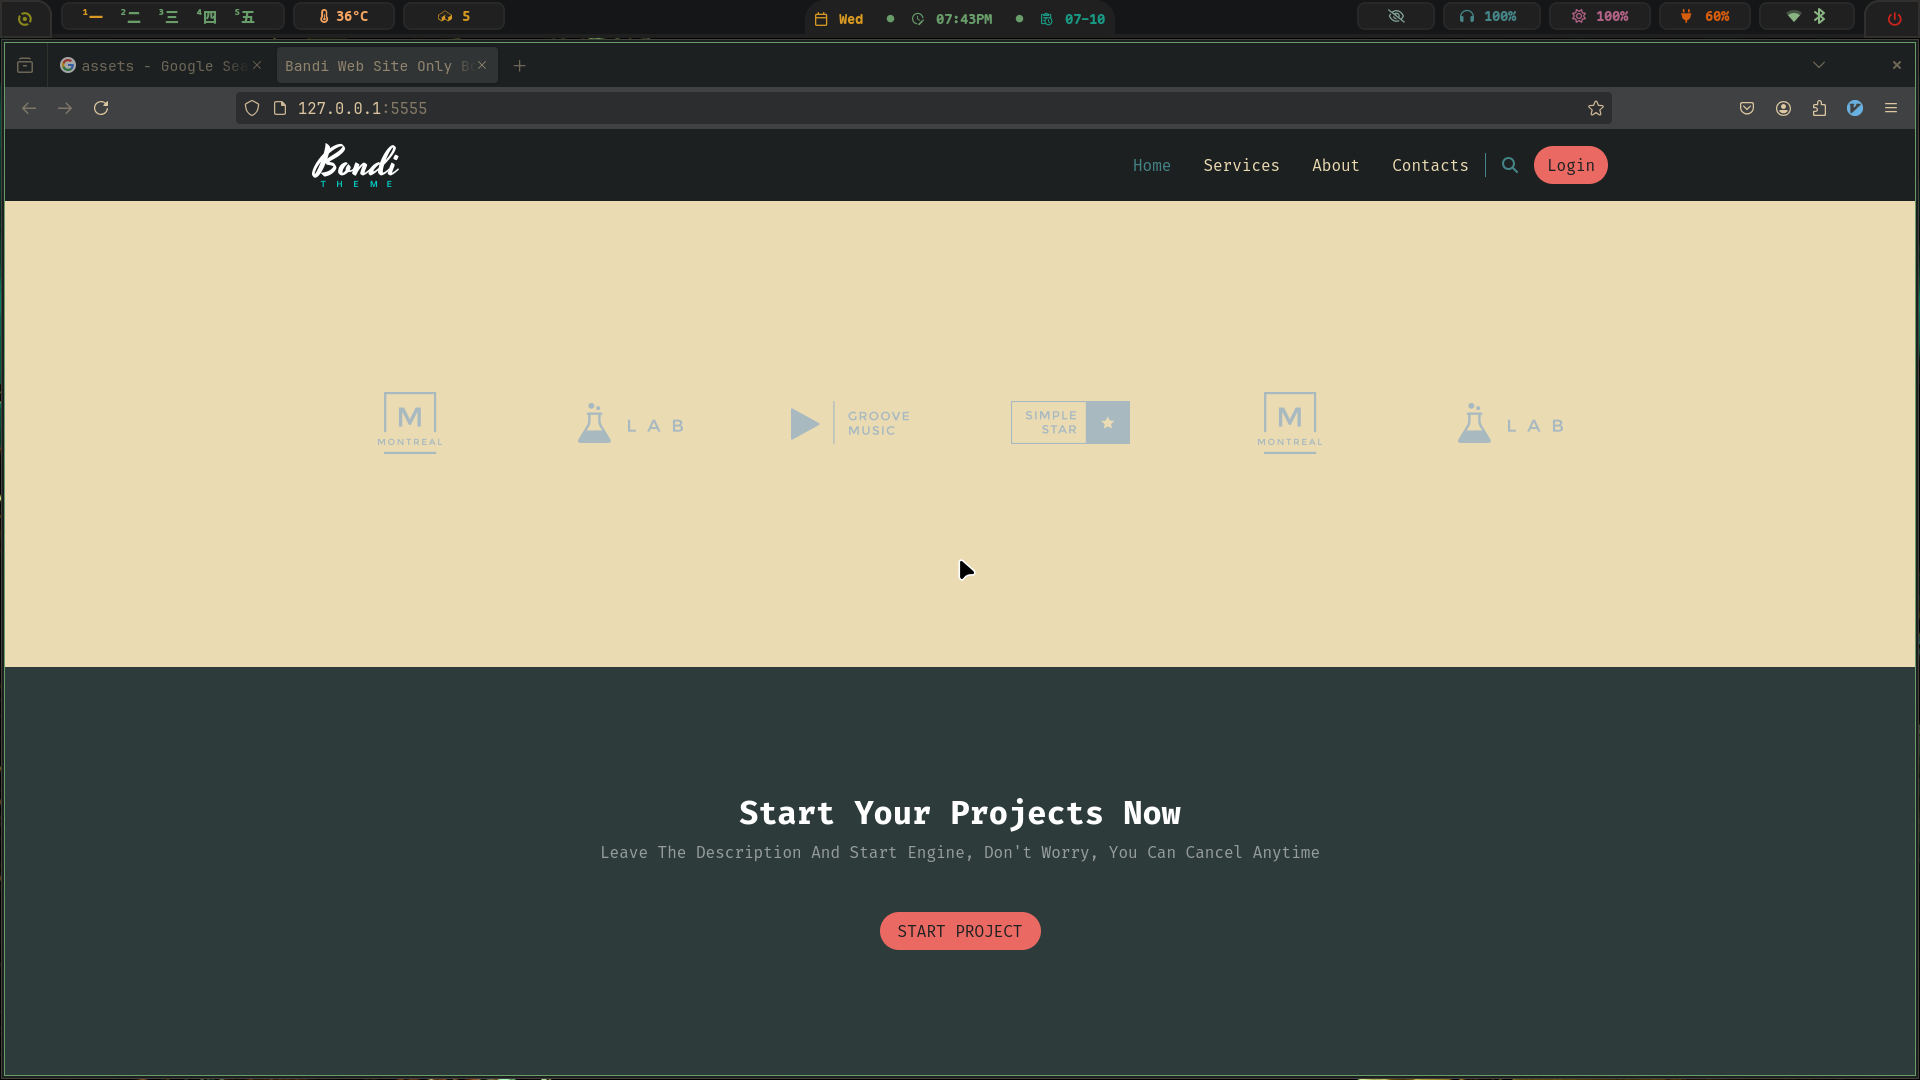 1一 2二 3三 4四 5五 36°C 5 Wed 07:43PM 07-10 100% 100% 60%
assets - Google Sea Bandi Web Site Only B
127.0.0.1:5555
Bondi
THEME
Home Services About Contacts Login
M
MONTREAL
LAB
GROOVE
MUSIC
SIMPLE
STAR
M
MONTREAL
LAB
Start Your Projects Now
Leave The Description And Start Engine, Don't Worry, You Can Cancel Anytime
START PROJECT